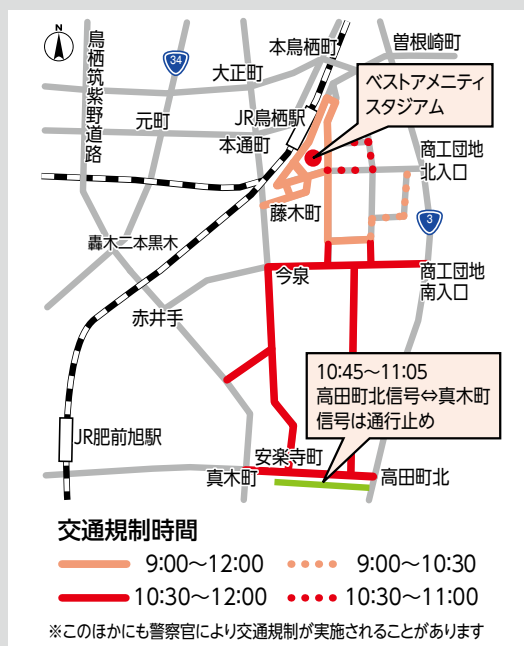 N
鳥栖筑紫野道路
34
本鳥栖町
曽根崎町
大正町
ベストアメニティ
スタジアム
JR鳥栖駅
元町
本通町
商工団地
北入口
藤木町
3
轟木二本黒木
今泉
商工団地
南入口
赤井手
10:45〜11:05
高田町北信号⇔真木町
信号は通行止め
JR肥前旭駅
安楽寺町
真木町
高田町北
交通規制時間
9:00〜12:00
9:00〜10:30
10:30〜12:00
10:30〜11:00
※このほかにも警察官により交通規制が実施されることがあります